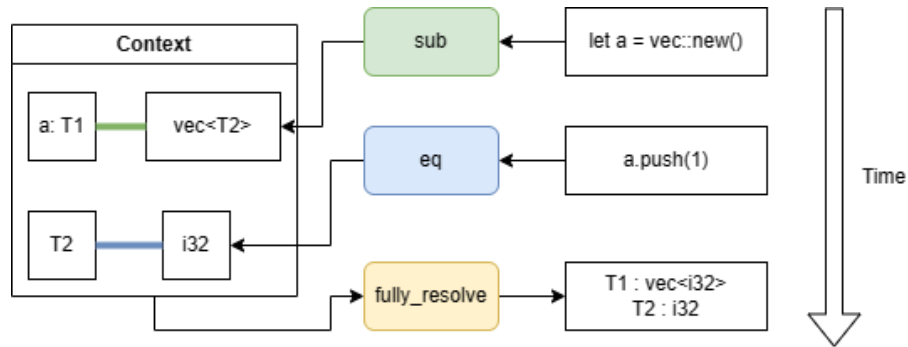 Context
sub
let a = vec::new()
a: T1
vec<T2>
eq
a.push(1)
Time
T2
i32
fully_resolve
T1 : vec<i32>
T2 : i32